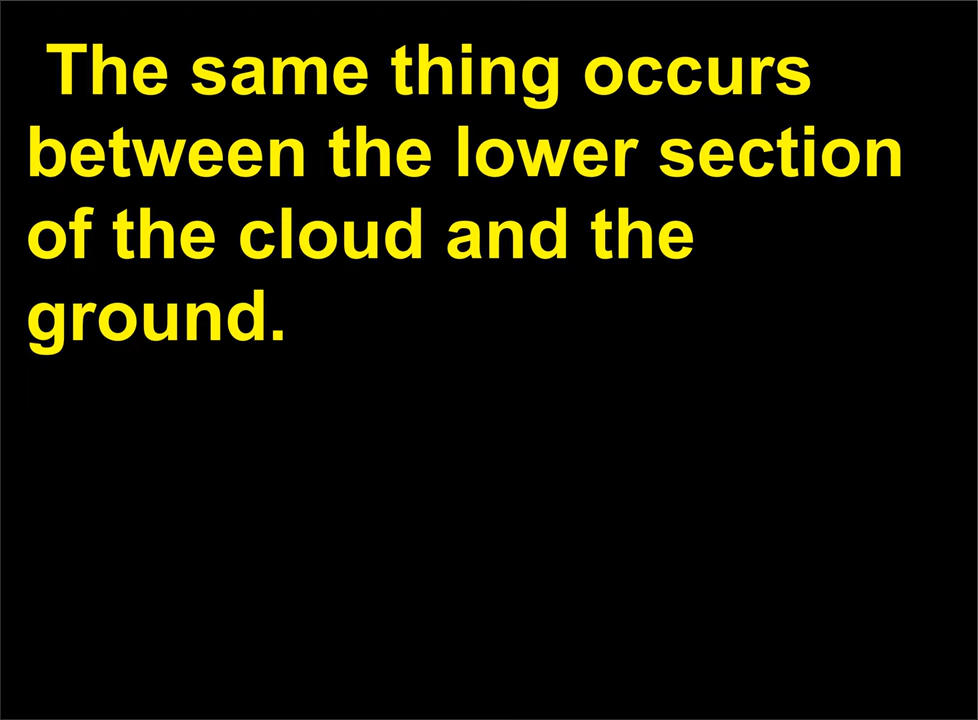 The same thing occurs
between the lower section
of the cloud and the
ground.